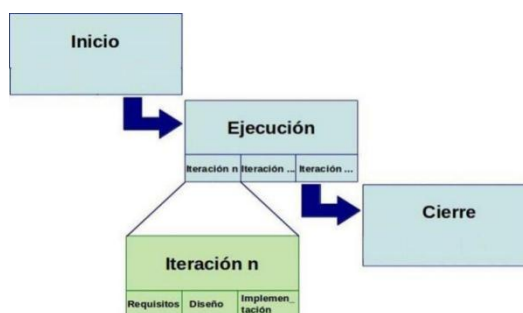 Inicio
Ejecución
Iteración n Iteración ... Iteración ...
Cierre
Iteración n
Requisitos Diseño Implemen_
tación